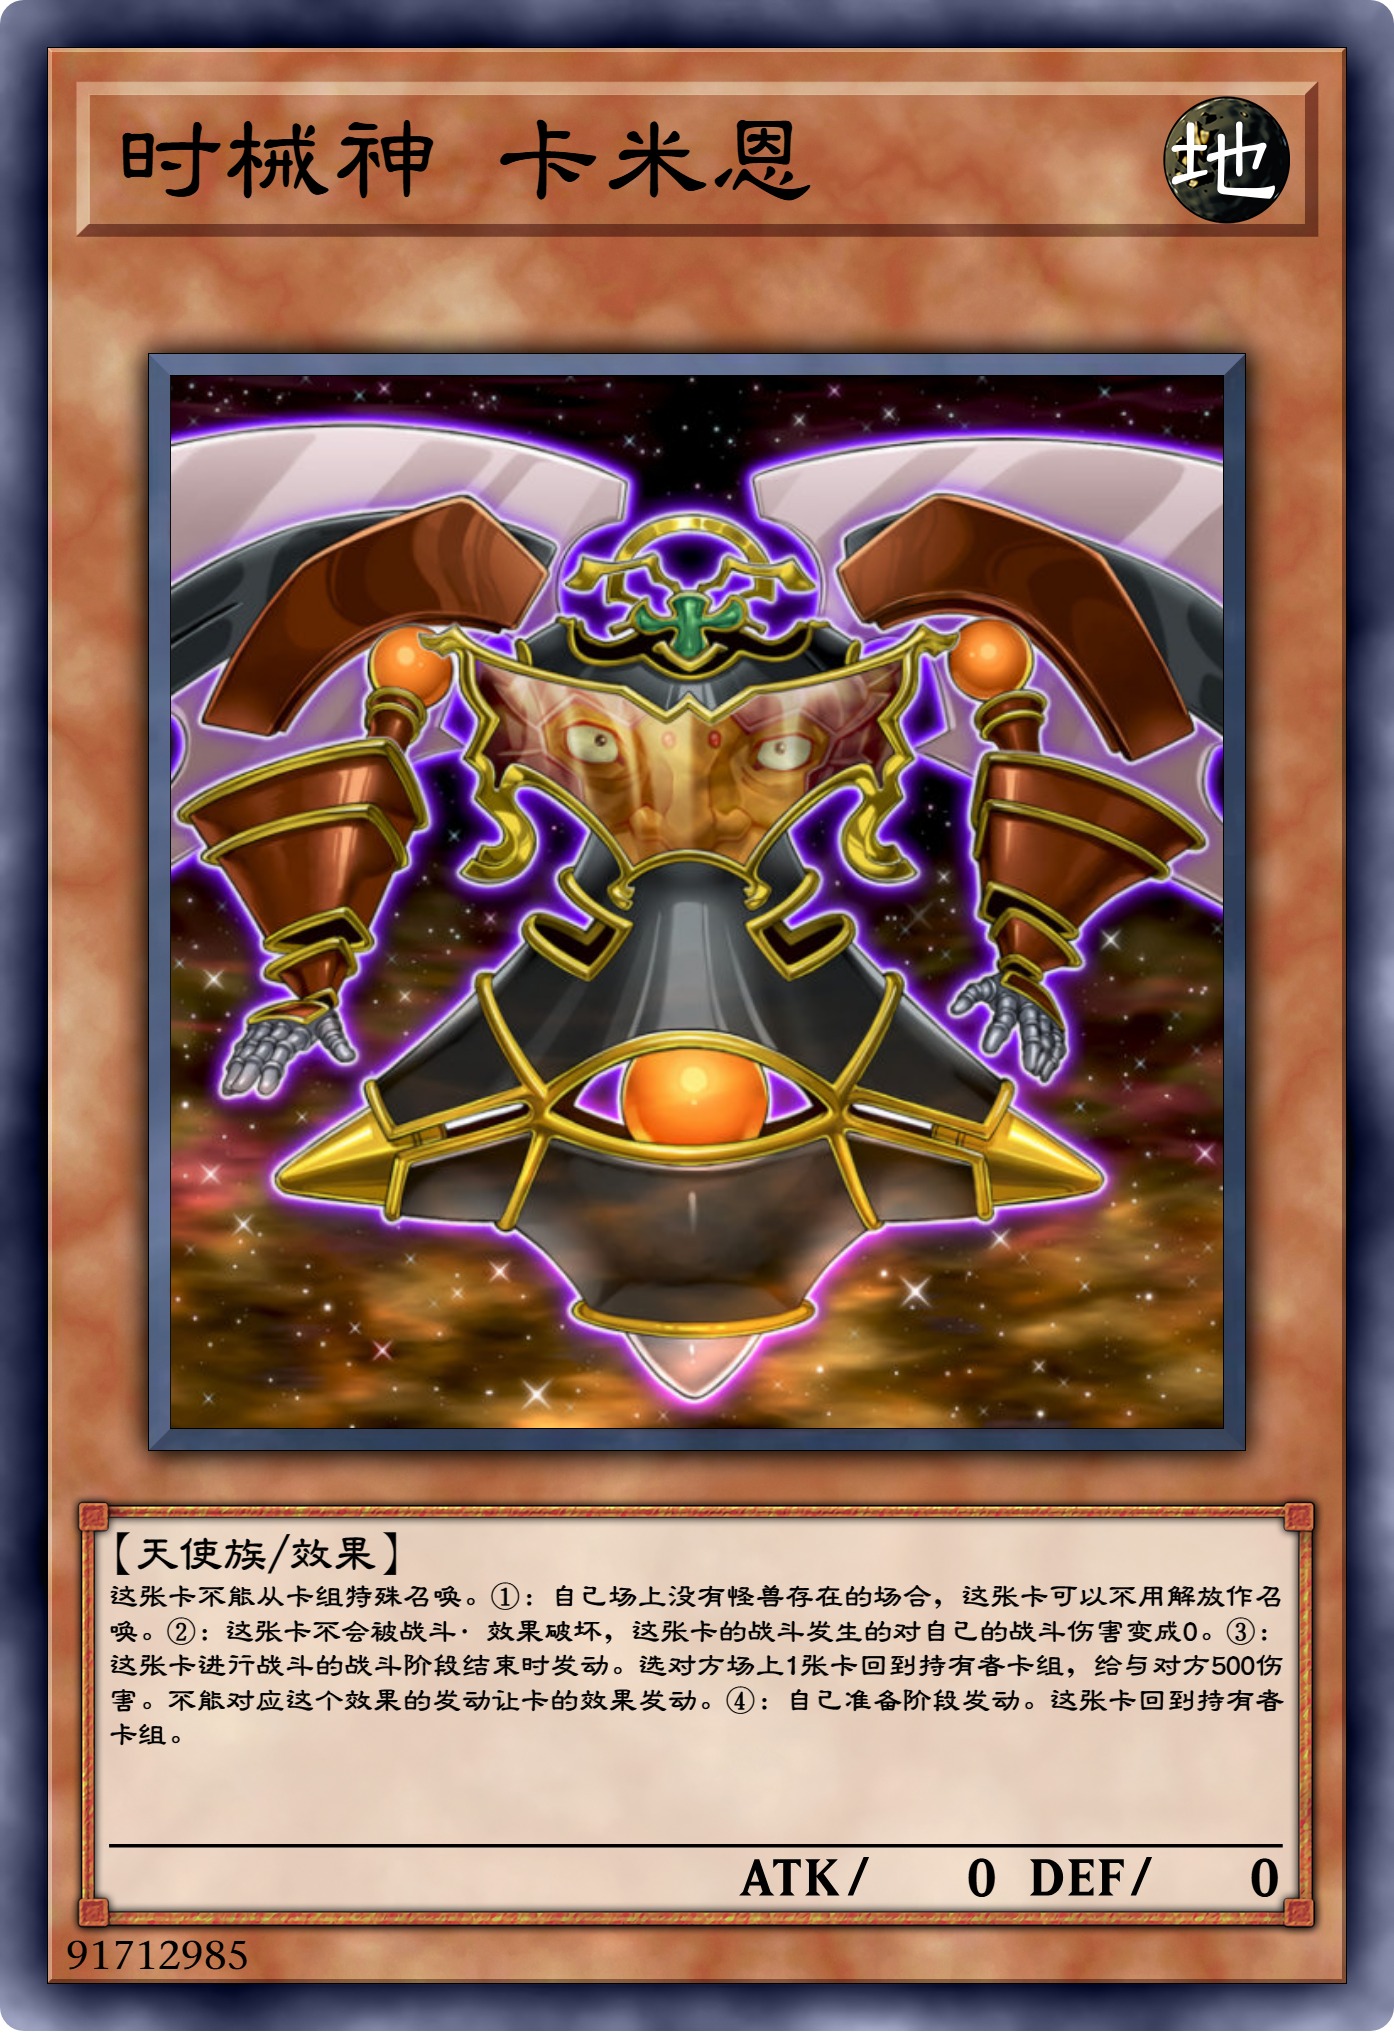 时械神 卡米恩
地
【天使族/效果】
这张卡不能从卡组特殊召唤。①：自己场上没有怪兽存在的场合，这张卡可以不用解放作召
唤。②：这张卡不会被战斗·效果破坏，这张卡的战斗发生的对自己的战斗伤害变成0。③：
这张卡进行战斗的战斗阶段结束时发动。选对方场上1张卡回到持有者卡组，给与对方500伤
害。不能对应这个效果的发动让卡的效果发动。④：自己准备阶段发动。这张卡回到持有者
卡组。
ATK/ 0 DEF/ 0
91712985